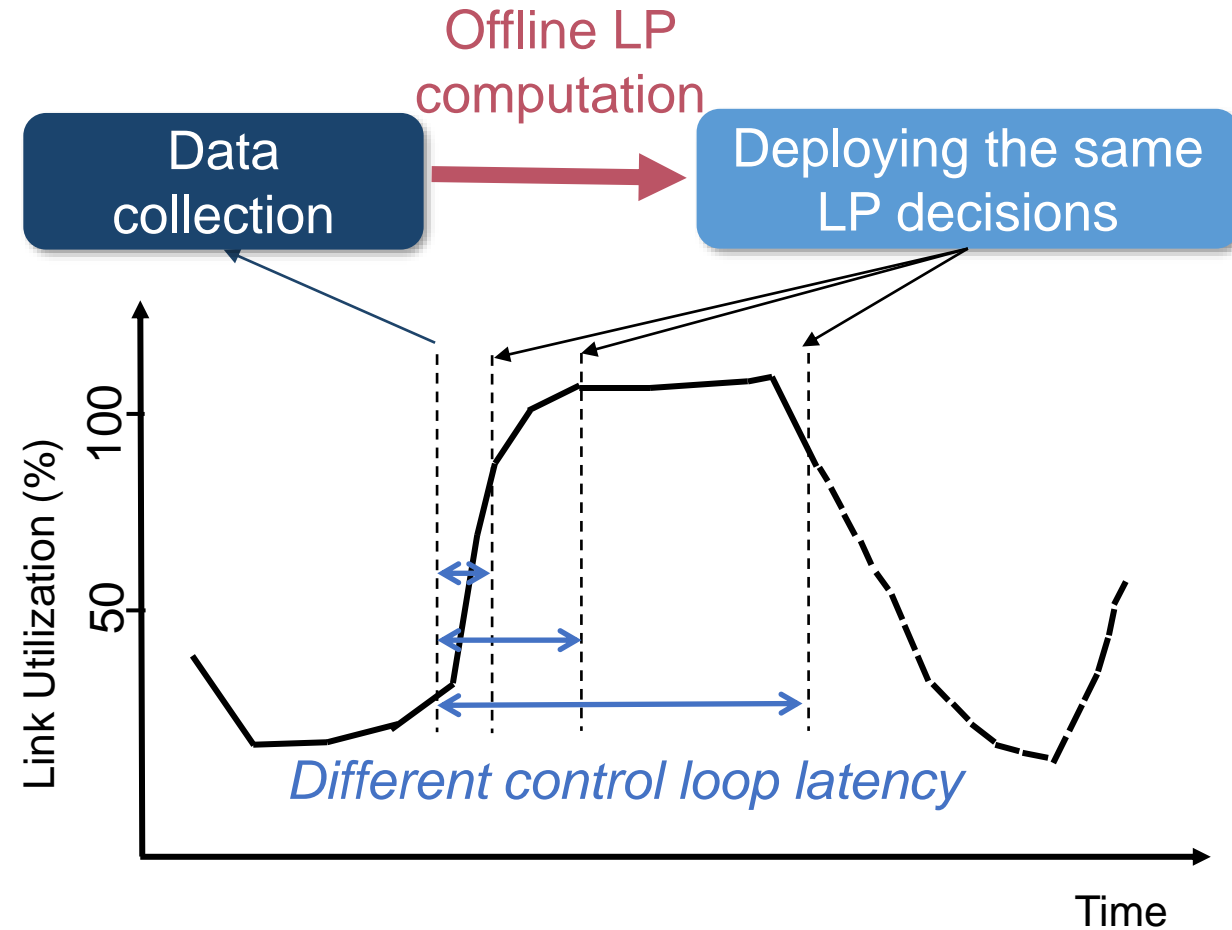 Offline LP
computation
Data
collection
Deploying the same
LP decisions
Link Utilization (%)
100
50
Different control loop latency
Time